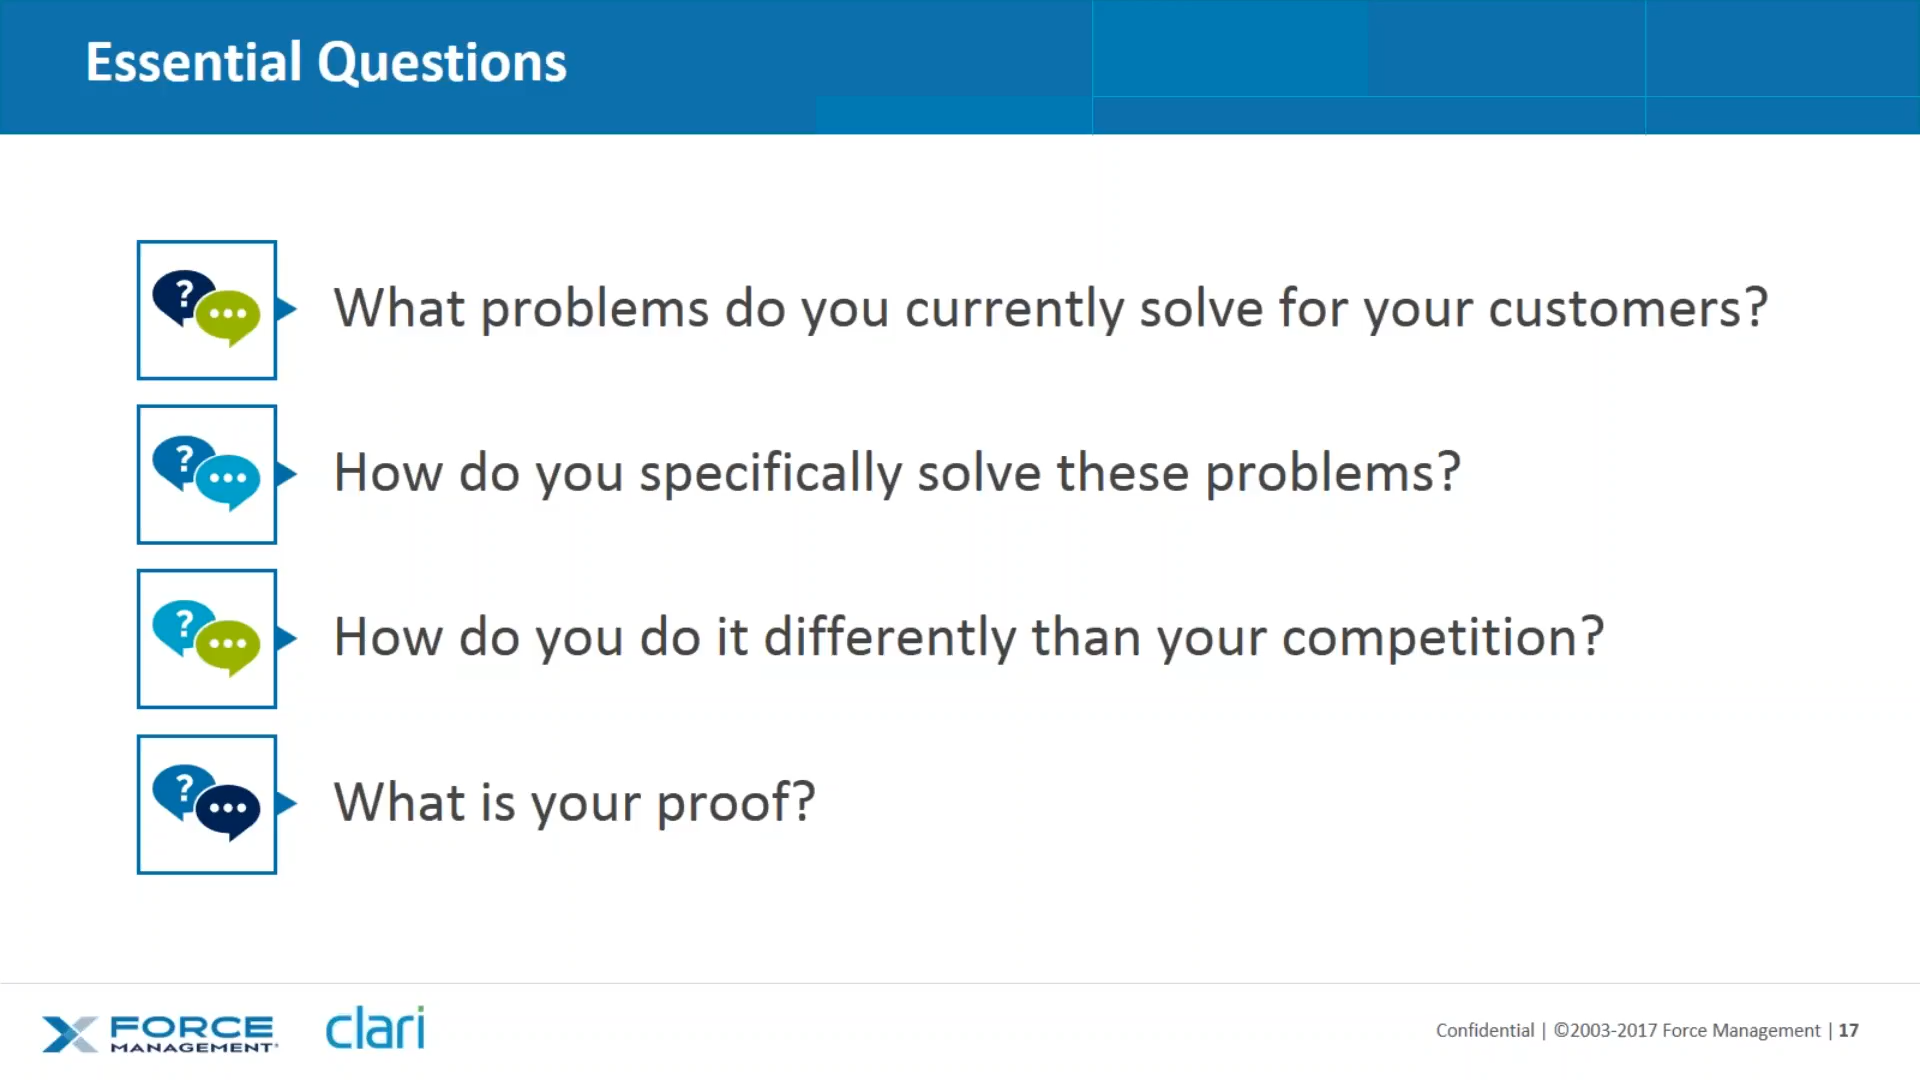 Essential Questions
What problems do you currently solve for your customers?
How do you specifically solve these problems?
How do you do it differently than your competition?
What is your proof?
FORCE
MANAGEMENT
clari
Confidential | ©2003-2017 Force Management | 17